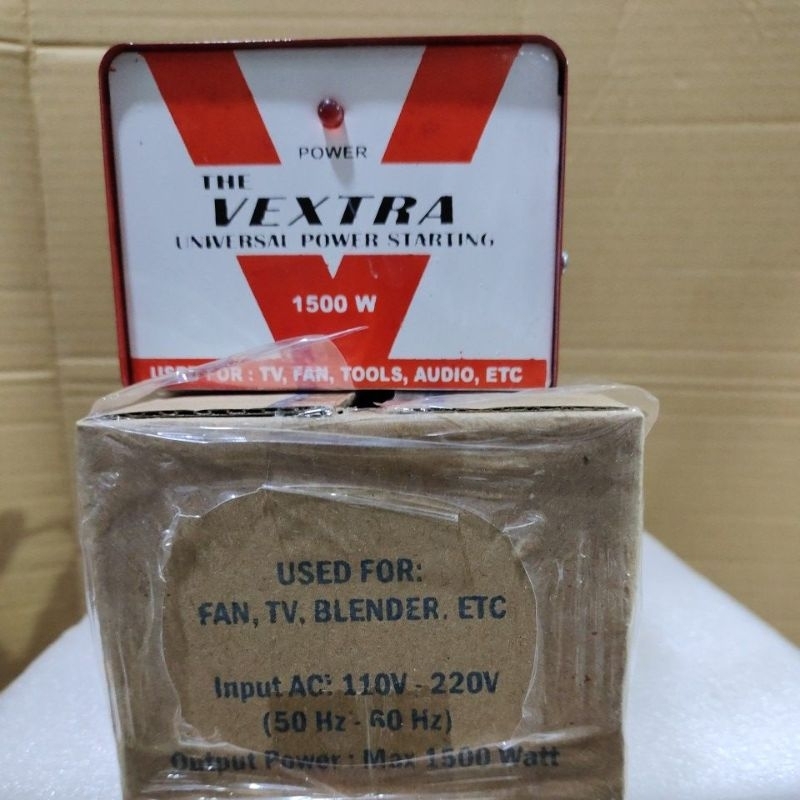 POWER
THE
VEXTRA
UNIVERSAL POWER STARTING
1500 W
USED FOR : TV, FAN, TOOLS, AUDIO, ETC
USED FOR:
FAN, TV, BLENDER. ETC
Input AC: 110V - 220V
(50 Hz - 60 Hz)
Output Power : Max 1500 Watt